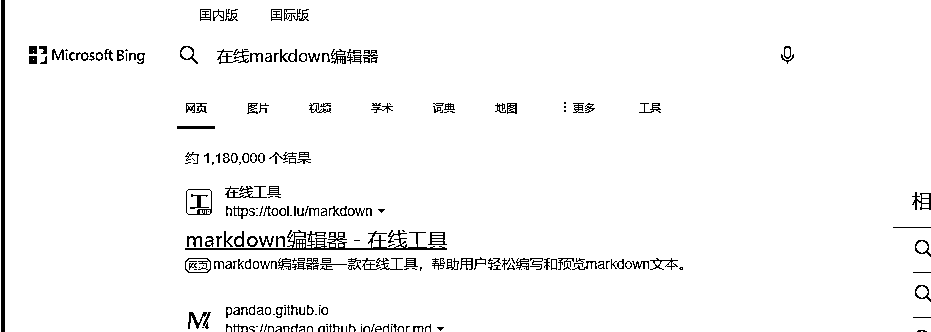 国内版 国际版
Microsoft Bing 在线markdown编辑器
网页 图片 视频 学术 词典 地图 ⋮ 更多 工具
约 1,180,000 个结果
在线工具
https://tool.lu/markdown
相
markdown编辑器 - 在线工具
网页 markdown编辑器是一款在线工具，帮助用户轻松编写和预览markdown文本。
pandao.github.io
https://pandao.github.io/editor.md